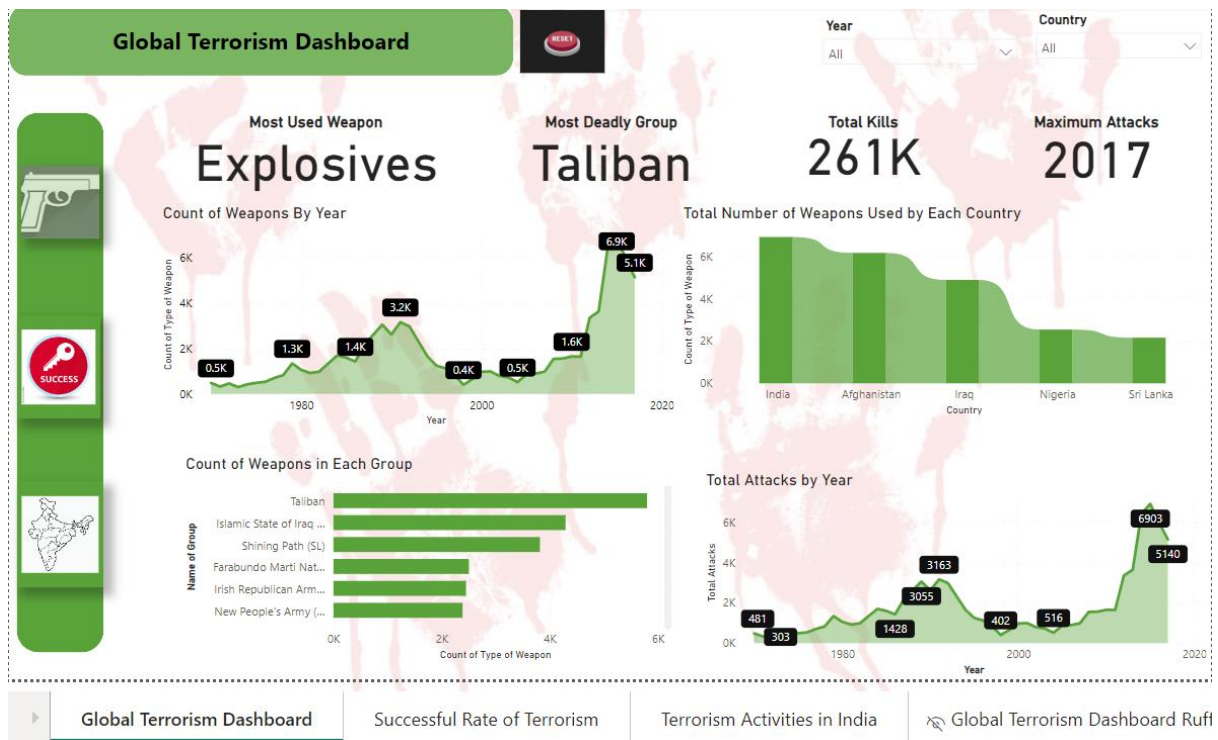 Global Terrorism Dashboard
RESET
Year
All
Country
All
Most Used Weapon
Explosives
Most Deadly Group
Taliban
Total Kills
261K
Maximum Attacks
2017
SUCCESS
Count of Weapons By Year
Count of Type of Weapon
6K
4K
2K
0K
0.5K
1.3K
1.4K
3.2K
0.4K
0.5K
1.6K
6.9K
5.1K
1980
2000
2020
Year
Total Number of Weapons Used by Each Country
Count of Type of Weapon
6K
4K
2K
0K
India
Afghanistan
Iraq
Nigeria
Sri Lanka
Country
Count of Weapons in Each Group
Name of Group
Taliban
Islamic State of Iraq ...
Shining Path (SL)
Farabundo Marti Nat...
Irish Republican Arm...
New People's Army (...
0K
2K
4K
6K
Count of Type of Weapon
Total Attacks by Year
Total Attacks
6K
4K
2K
0K
481
303
1428
3055
3163
402
516
6903
5140
1980
2000
2020
Year
Global Terrorism Dashboard
Successful Rate of Terrorism
Terrorism Activities in India
Global Terrorism Dashboard Ruff